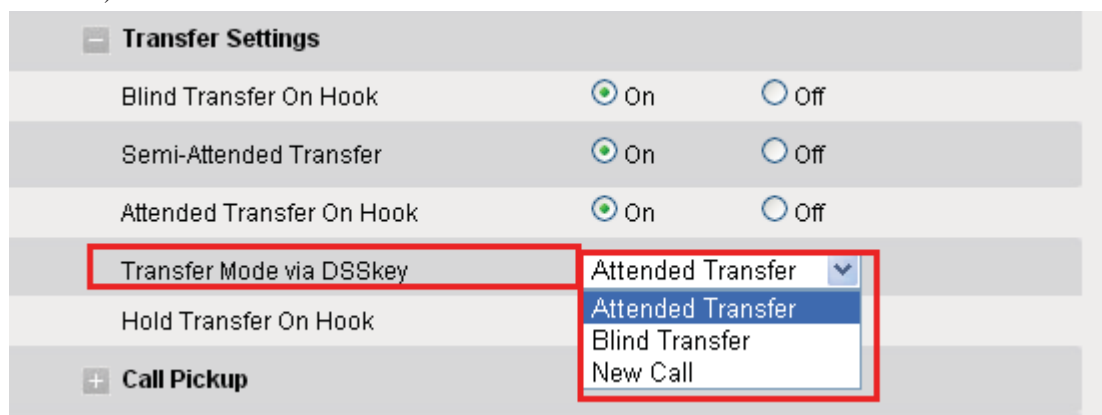 Transfer Settings
Blind Transfer On Hook On Off
Semi-Attended Transfer On Off
Attended Transfer On Hook On Off
Transfer Mode via DSSkey Attended Transfer
Attended Transfer
Hold Transfer On Hook
Blind Transfer
New Call
Call Pickup